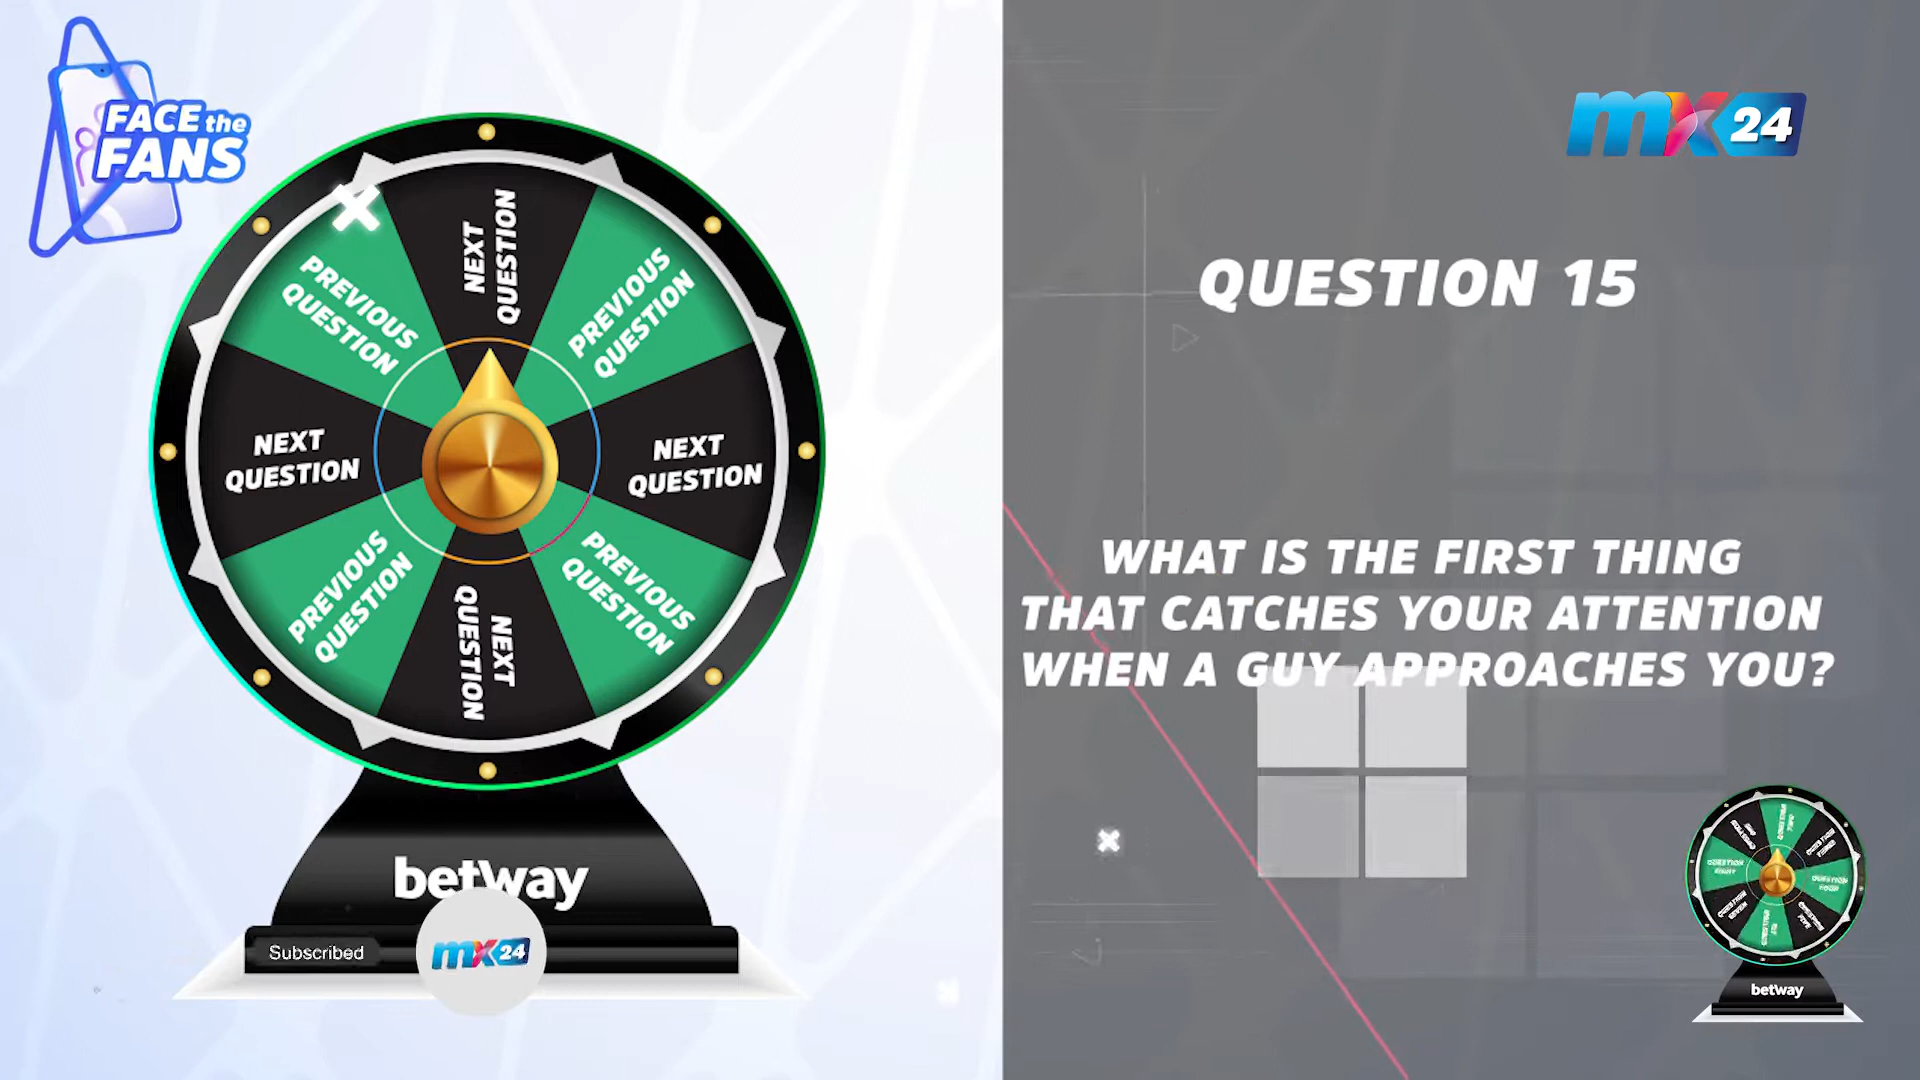 FACE the
FANS
NEXT
QUESTION
PREVIOUS
QUESTION
NEXT
QUESTION
PREVIOUS
QUESTION
NEXT
QUESTION
PREVIOUS
QUESTION
NEXT
QUESTION
PREVIOUS
QUESTION
betway
Subscribed
mx24
mx24
QUESTION 15
WHAT IS THE FIRST THING
THAT CATCHES YOUR ATTENTION
WHEN A GUY APPROACHES YOU?
betway